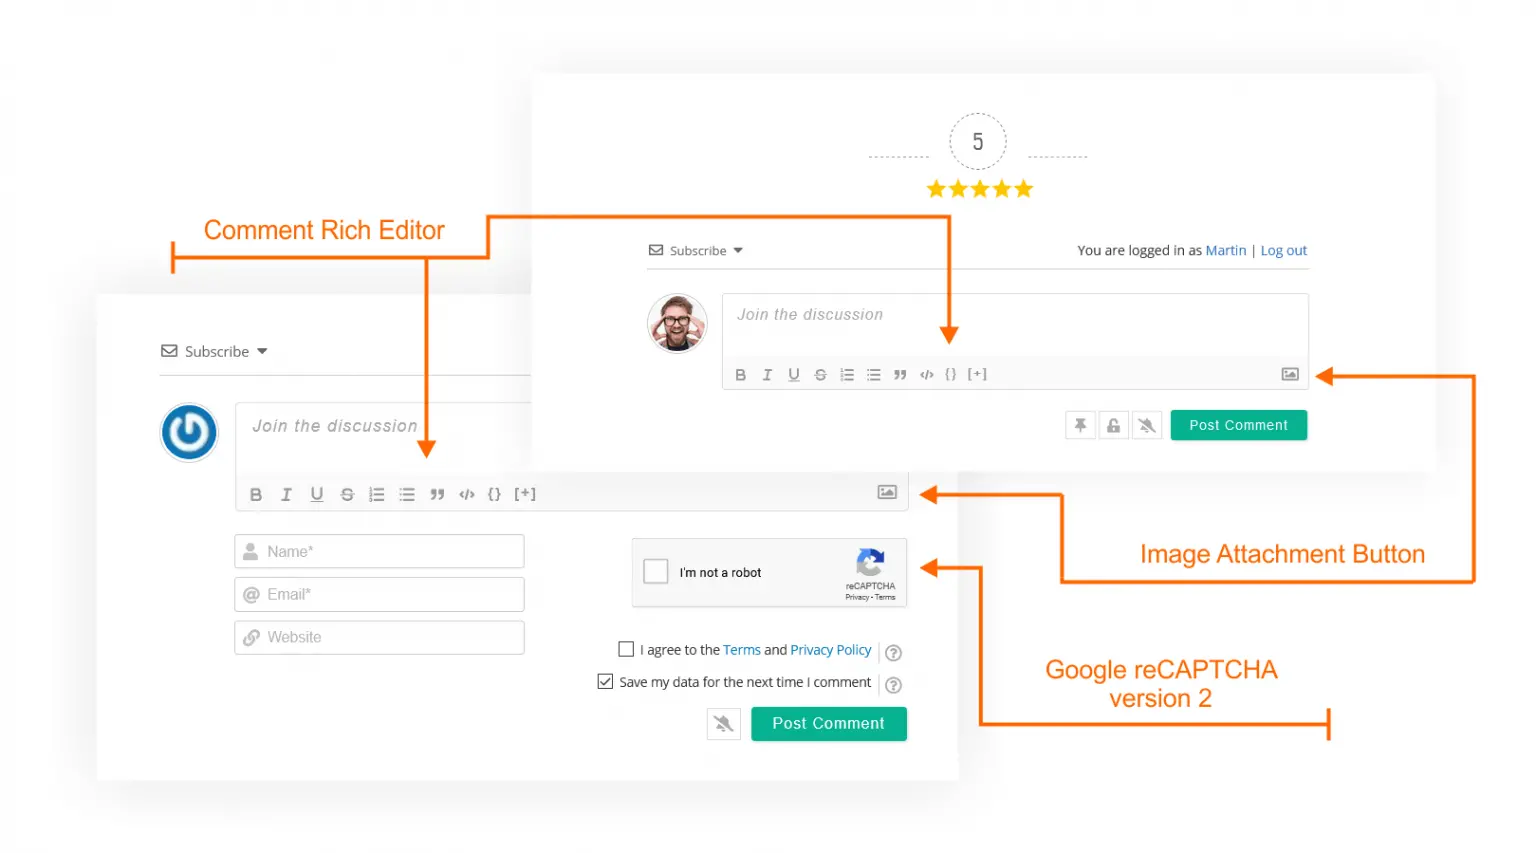 5
Comment Rich Editor
Subscribe
You are logged in as Martin | Log out
Join the discussion
B I U S </> {} [+]
Post Comment
Subscribe
Join the discussion
B I U S </> {} [+]
Image Attachment Button
Name*
@ Email*
Website
I'm not a robot
reCAPTCHA
Privacy - Terms
I agree to the Terms and Privacy Policy ?
Save my data for the next time I comment ?
Post Comment
Google reCAPTCHA
version 2